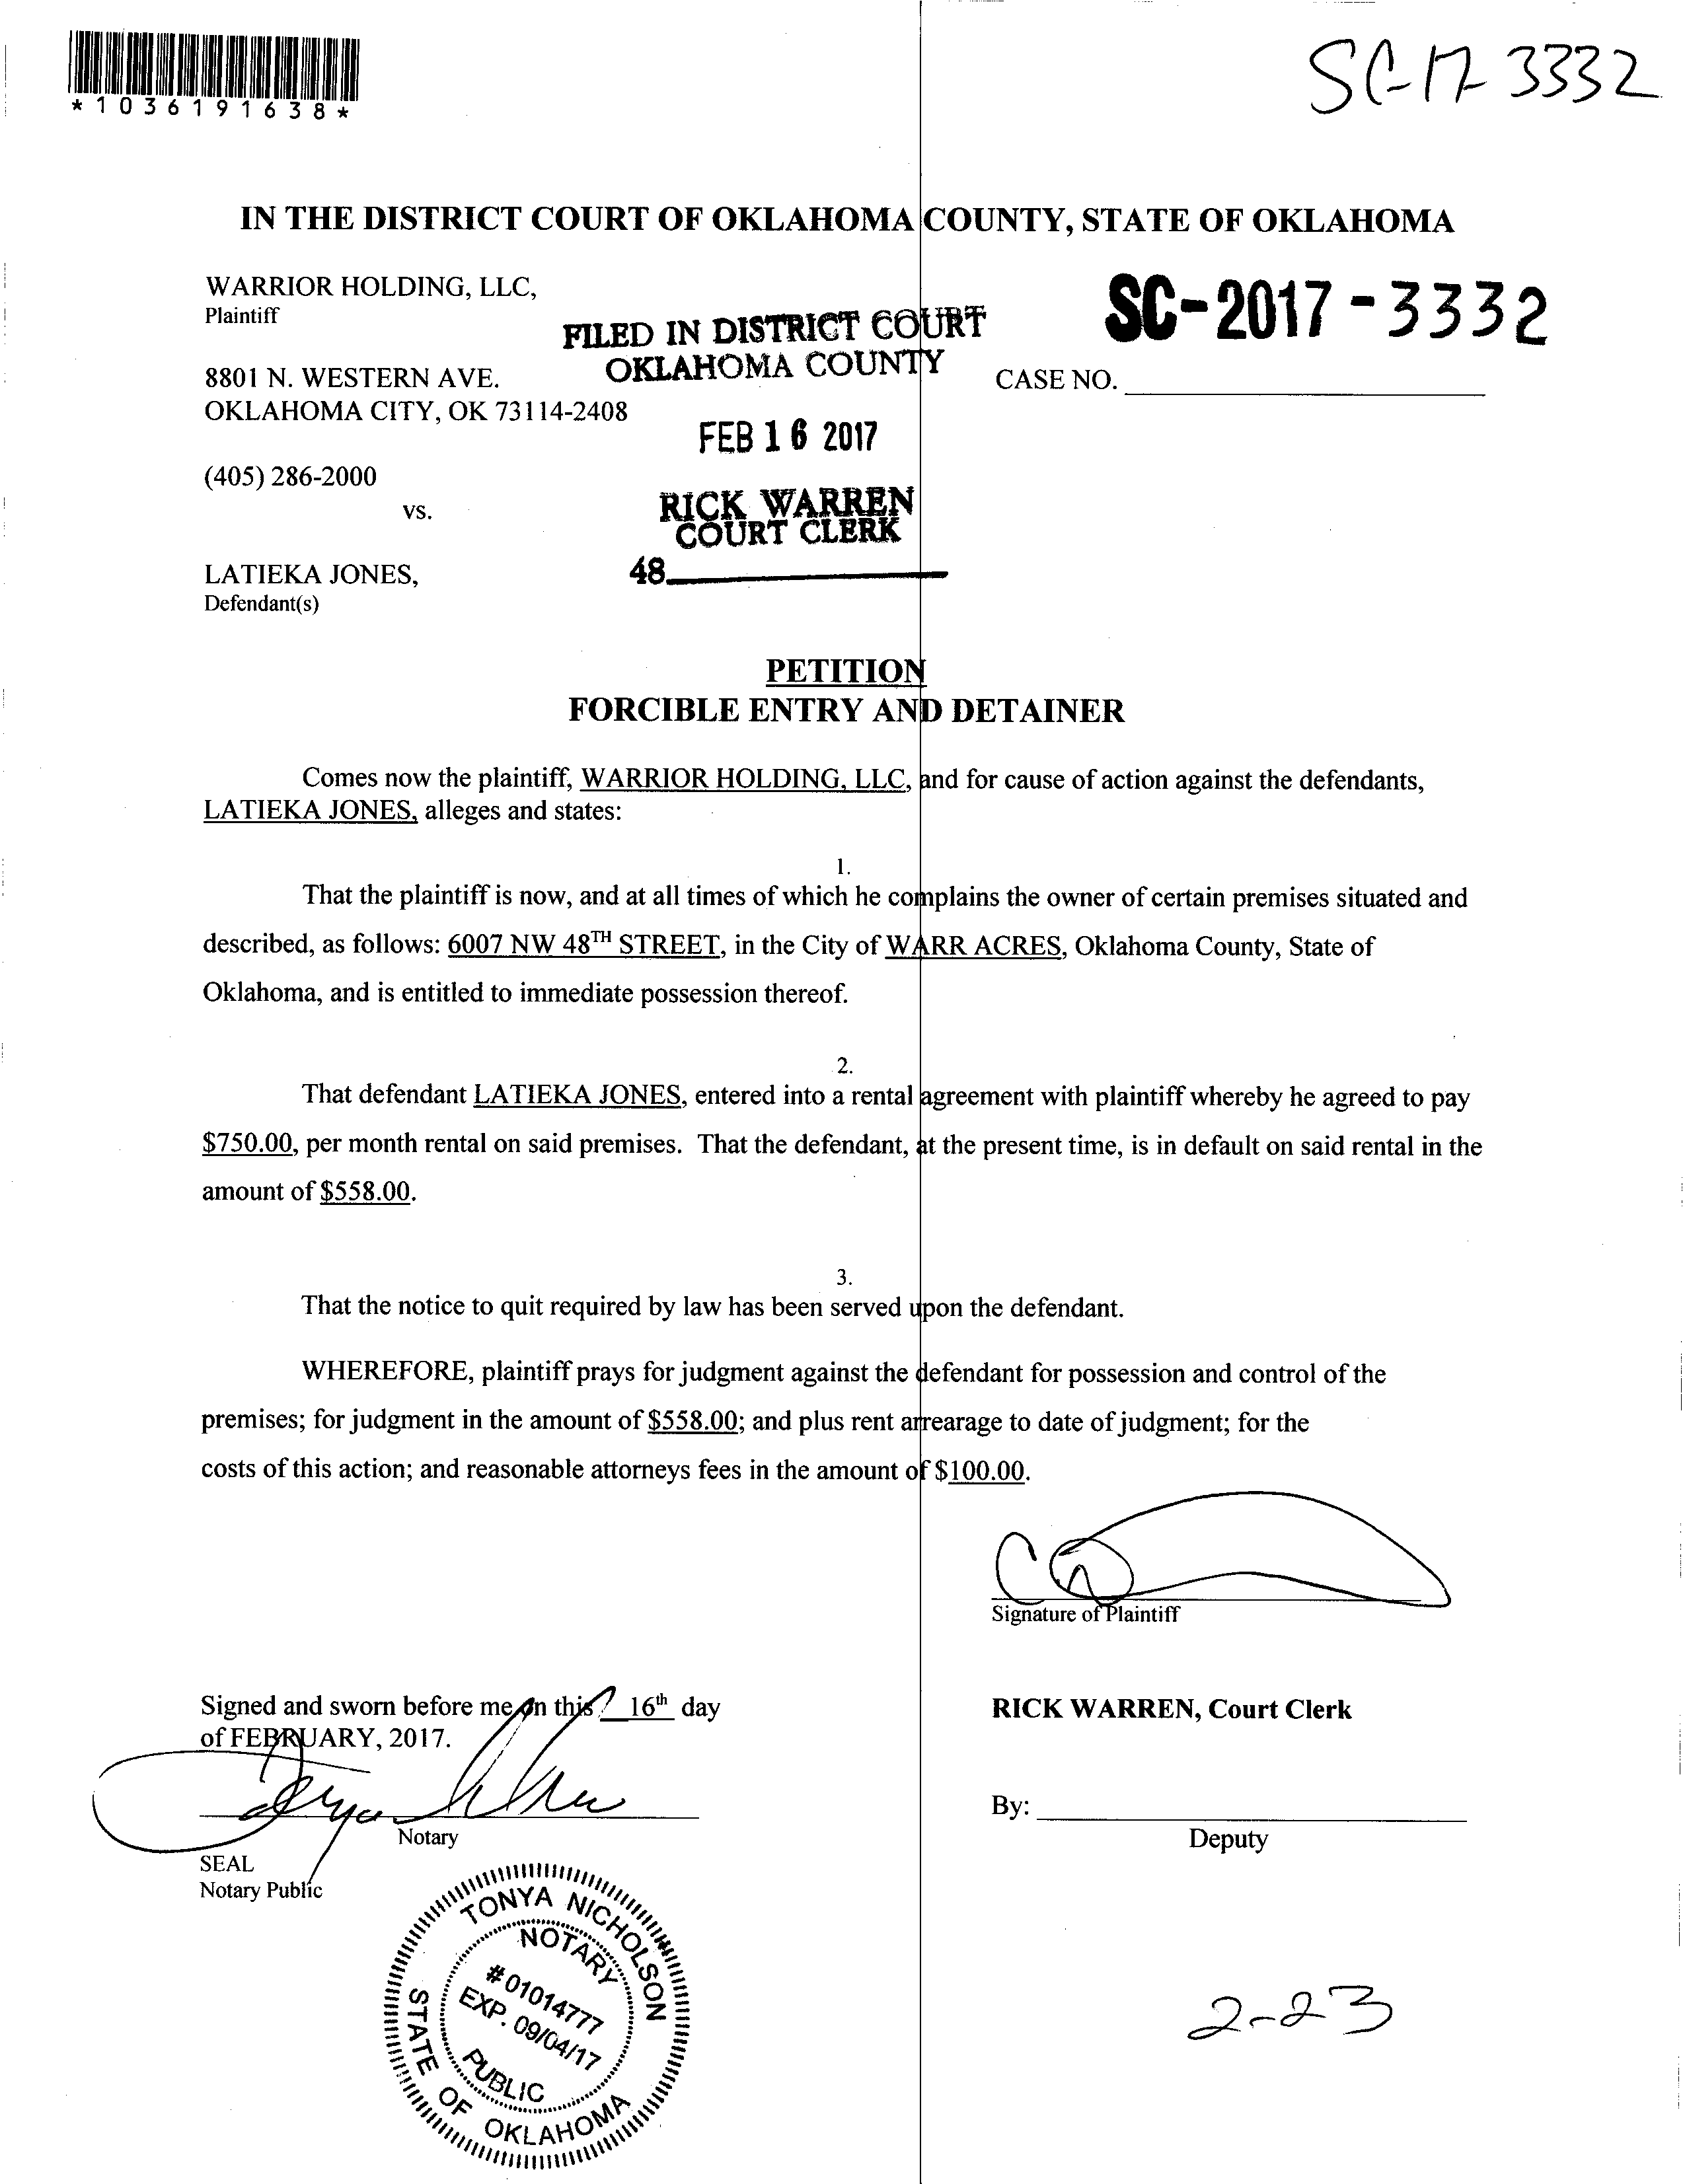 *1036191638*
SC-17-3332
IN THE DISTRICT COURT OF OKLAHOMA COUNTY, STATE OF OKLAHOMA
WARRIOR HOLDING, LLC,
Plaintiff
8801 N. WESTERN AVE.
OKLAHOMA CITY, OK 73114-2408
(405) 286-2000
vs.
LATIEKA JONES,
Defendant(s)
FILED IN DISTRICT COURT
OKLAHOMA COUNTY
FEB 16 2017
RICK WARREN
COURT CLERK
48
SC-2017-3332
CASE NO.
PETITION
FORCIBLE ENTRY AND DETAINER
Comes now the plaintiff, WARRIOR HOLDING, LLC, and for cause of action against the defendants,
LATIEKA JONES, alleges and states:
1.
That the plaintiff is now, and at all times of which he complains the owner of certain premises situated and
described, as follows: 6007 NW 48TH STREET, in the City of WARR ACRES, Oklahoma County, State of
Oklahoma, and is entitled to immediate possession thereof.
2.
That defendant LATIEKA JONES, entered into a rental agreement with plaintiff whereby he agreed to pay
$750.00, per month rental on said premises. That the defendant, at the present time, is in default on said rental in the
amount of $558.00.
3.
That the notice to quit required by law has been served upon the defendant.
WHEREFORE, plaintiff prays for judgment against the defendant for possession and control of the
premises; for judgment in the amount of $558.00; and plus rent arrearage to date of judgment; for the
costs of this action; and reasonable attorneys fees in the amount of $100.00.
Signature of Plaintiff
Signed and sworn before me on this 16th day
of FEBRUARY, 2017.
Notary
SEAL
Notary Public
RICK WARREN, Court Clerk
By:
Deputy
TONYA NICHOLSON
NOTARY
#01014777
EXP. 09/04/17
PUBLIC
STATE OF OKLAHOMA
2-23